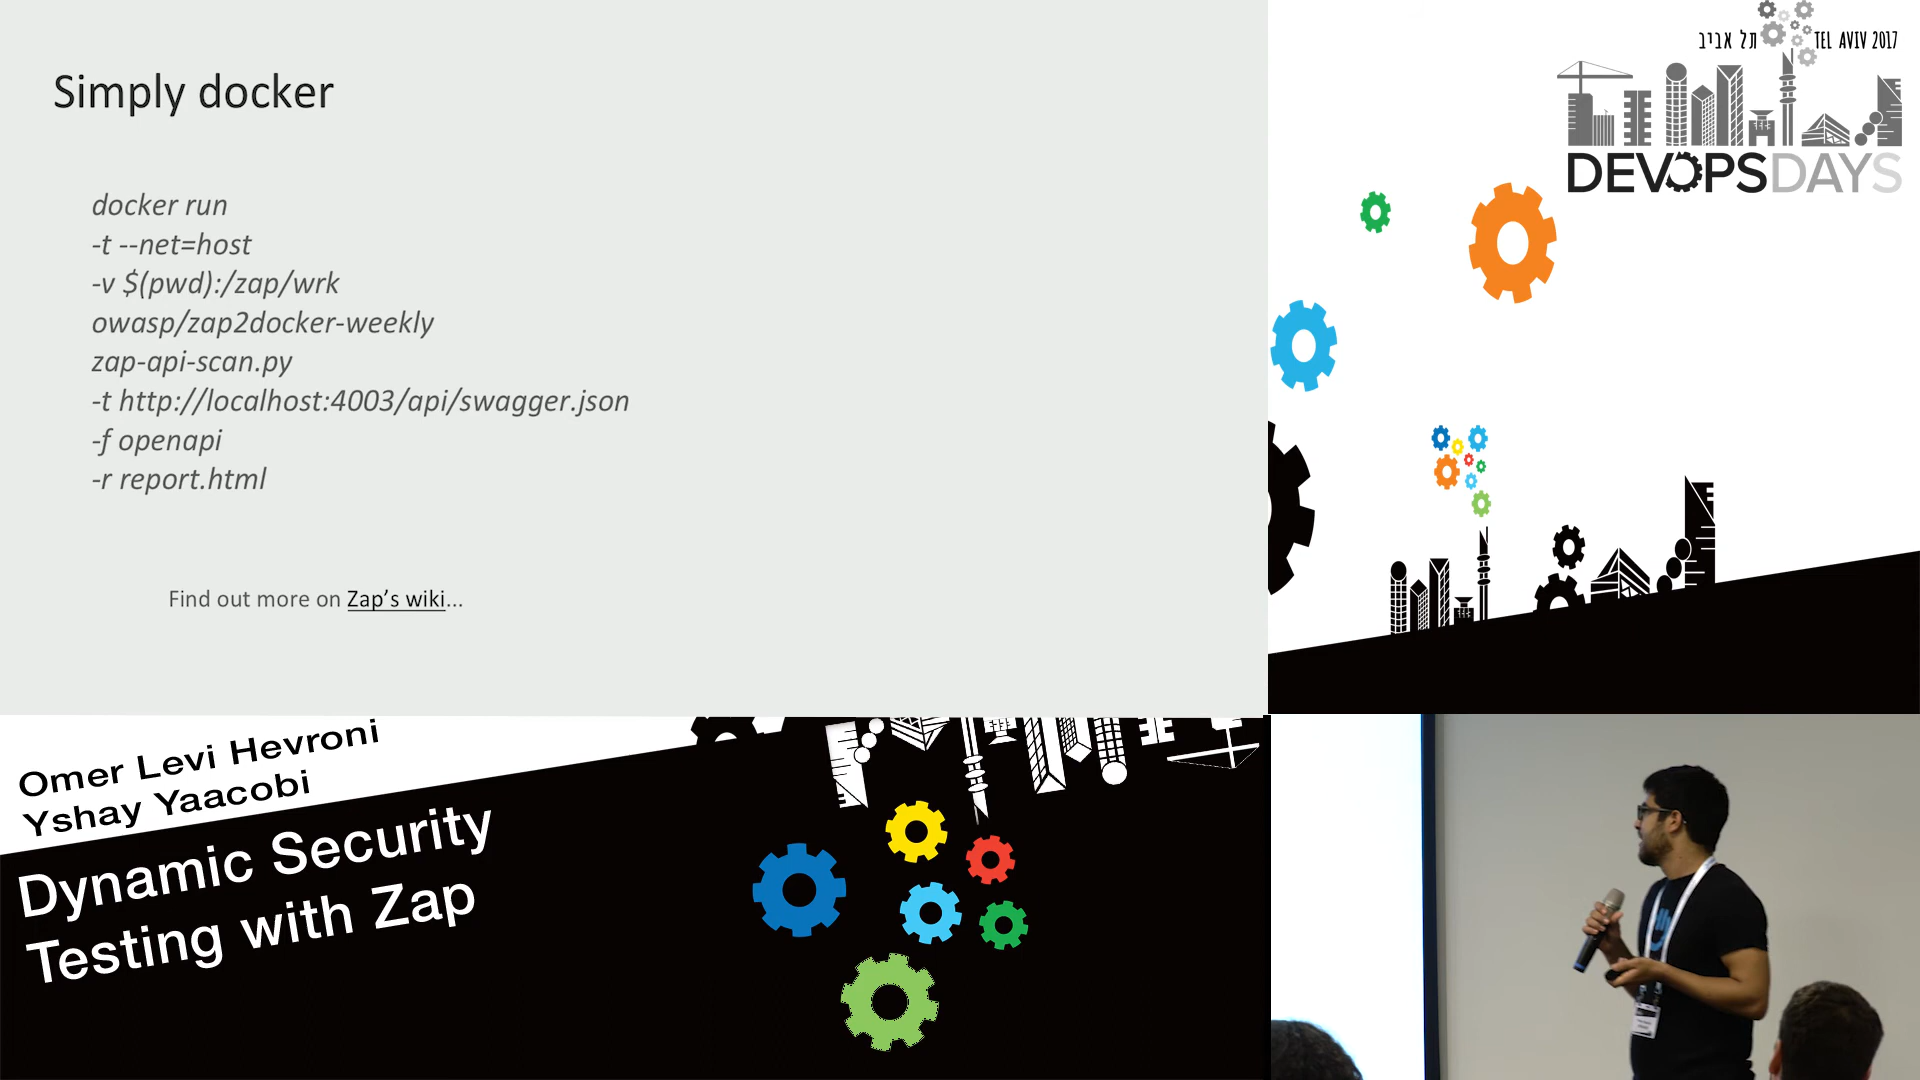 Simply docker
docker run
-t --net=host
-v $(pwd):/zap/wrk
owasp/zap2docker-weekly
zap-api-scan.py
-t http://localhost:4003/api/swagger.json
-f openapi
-r report.html
Find out more on Zap’s wiki...
תל אביב TEL AVIV 2017
DEVOPSDAYS
Omer Levi Hevroni
Yshay Yaacobi
Dynamic Security
Testing with Zap